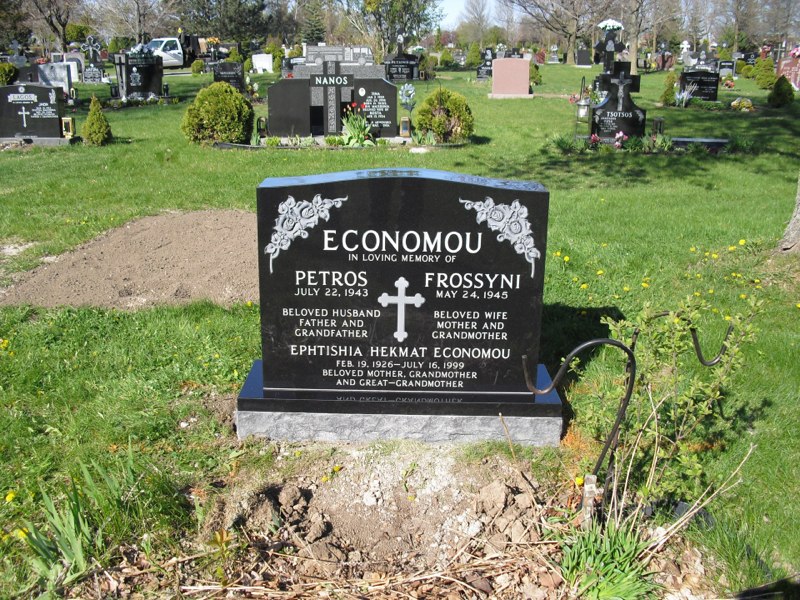 NANOS
TSOTSOS
ECONOMOU
IN LOVING MEMORY OF
PETROS FROSSYNI
JULY 22, 1943 MAY 24, 1945
BELOVED HUSBAND BELOVED WIFE
FATHER AND MOTHER AND
GRANDFATHER GRANDMOTHER
EPHTISHIA HEKMAT ECONOMOU
FEB. 19, 1926–JULY 16, 1999
BELOVED MOTHER, GRANDMOTHER
AND GREAT–GRANDMOTHER